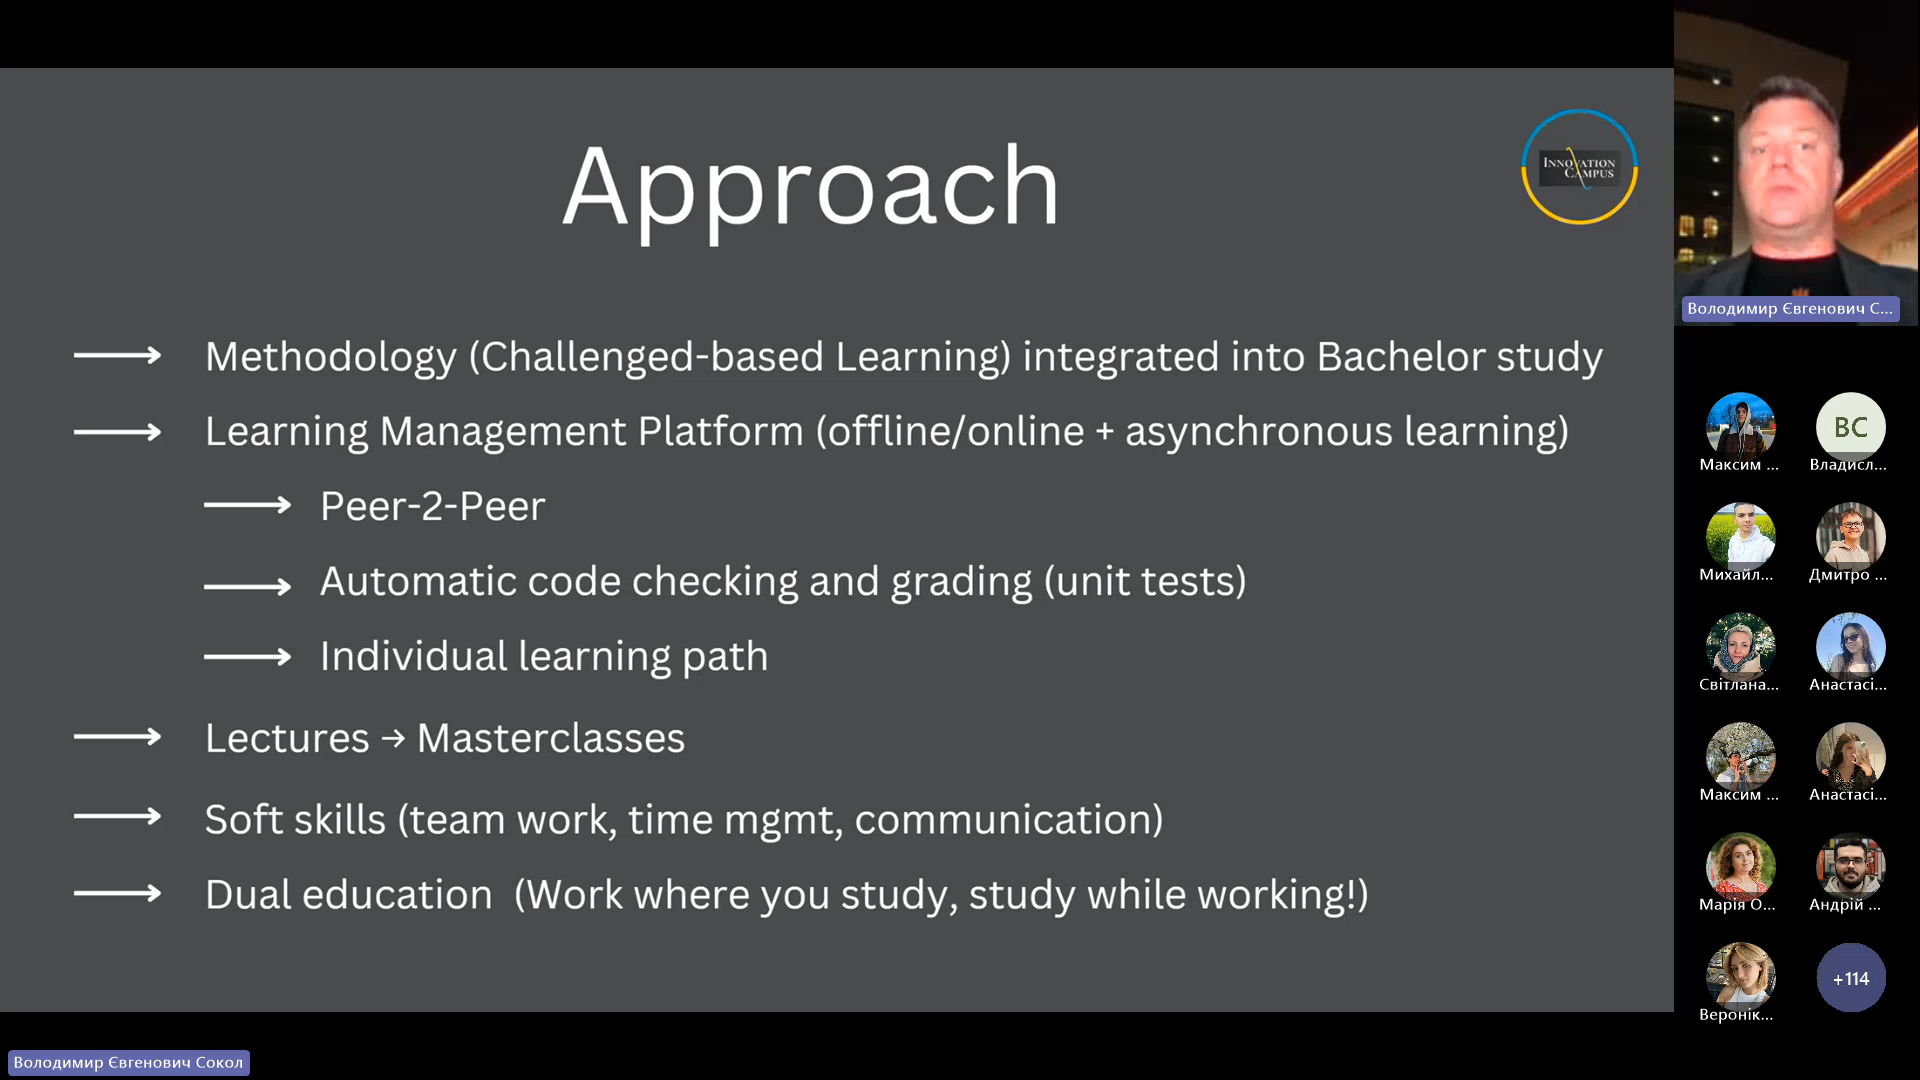 Approach
INNOVATION
CAMPUS
Methodology (Challenged-based Learning) integrated into Bachelor study
Learning Management Platform (offline/online + asynchronous learning)
Peer-2-Peer
Automatic code checking and grading (unit tests)
Individual learning path
Lectures → Masterclasses
Soft skills (team work, time mgmt, communication)
Dual education (Work where you study, study while working!)
Володимир Євгенович С...
ВС
Максим ...
Владисл...
Михайл...
Дмитро ...
Світлана...
Анастасі...
Максим ...
Анастасі...
Марія О...
Андрій ...
Веронік...
+114
Володимир Євгенович Сокол